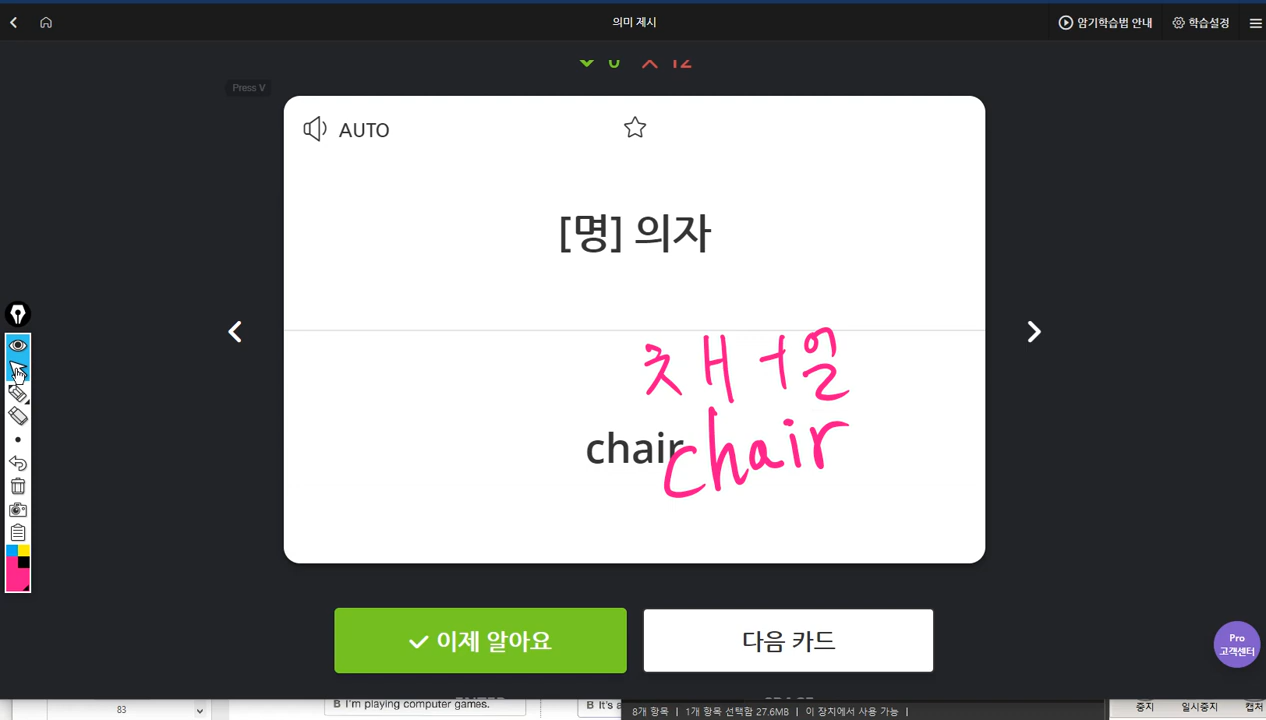 의미 제시
암기학습법 안내
학습설정
Press V
AUTO
[명] 의자
채ㅓ얼
chair
chair
이제 알아요
다음 카드
Pro
고객센터
83
B I'm playing computer games.
B It's a
8개 항목 | 1개 항목 선택함 27.6MB | 이 장치에서 사용 가능 |
중지
일시중지
캡처